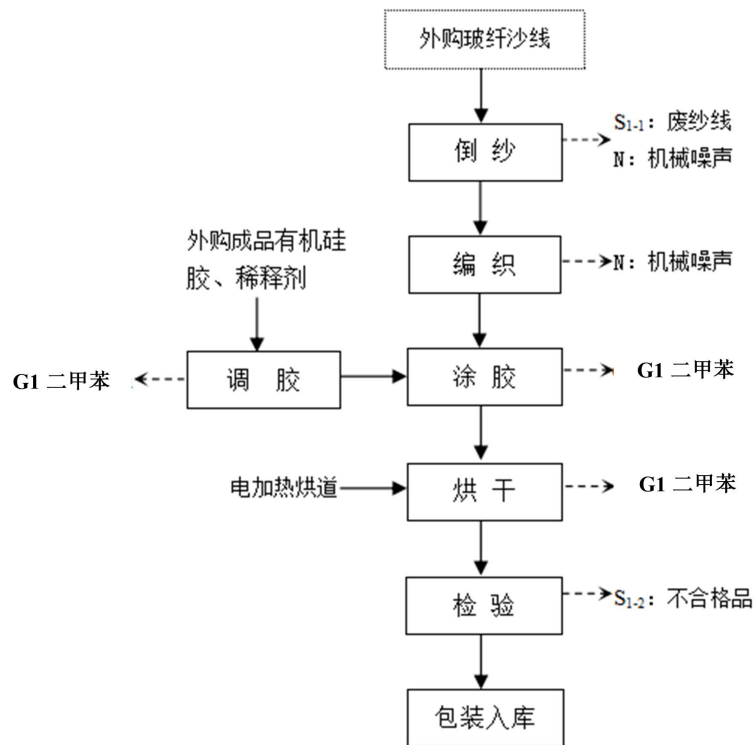 外购玻纤沙线
倒 纱
S1-1：废纱线
N：机械噪声
外购成品有机硅
胶、稀释剂
编 织
N：机械噪声
G1 二甲苯
调 胶
涂 胶
G1 二甲苯
电加热烘道
烘 干
G1 二甲苯
检 验
S1-2：不合格品
包装入库